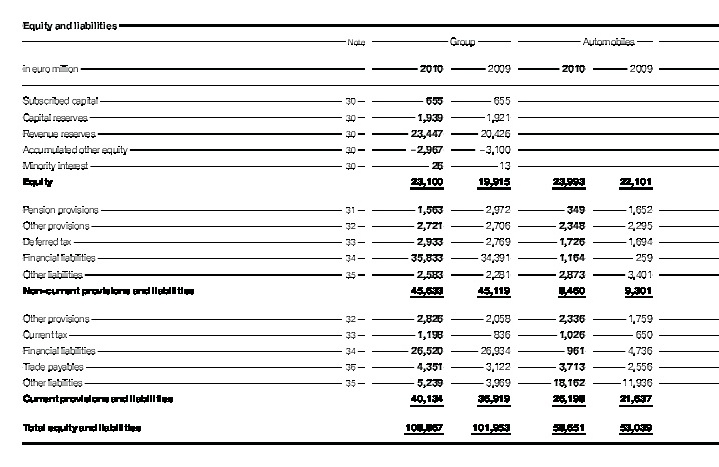 Equity and liabilities
Note Group Automobiles
in euro million 2010 2009 2010 2009
Subscribed capital 30 655 655
Capital reserves 30 1,939 1,921
Revenue reserves 30 23,447 20,426
Accumulated other equity 30 –2,967 –3,100
Minority interest 30 26 13
Equity 23,100 19,915 23,993 22,101
Pension provisions 31 1,563 2,972 349 1,652
Other provisions 32 2,721 2,706 2,348 2,295
Deferred tax 33 2,933 2,769 1,726 1,694
Financial liabilities 34 35,833 34,391 1,164 259
Other liabilities 35 2,583 2,281 2,873 3,401
Non-current provisions and liabilities 45,633 45,119 8,460 9,301
Other provisions 32 2,826 2,058 2,336 1,759
Current tax 33 1,198 836 1,026 650
Financial liabilities 34 26,520 26,934 961 4,736
Trade payables 36 4,351 3,122 3,713 2,556
Other liabilities 35 5,239 3,969 18,162 11,936
Current provisions and liabilities 40,134 36,919 26,198 21,637
Total equity and liabilities 108,867 101,953 58,651 53,039